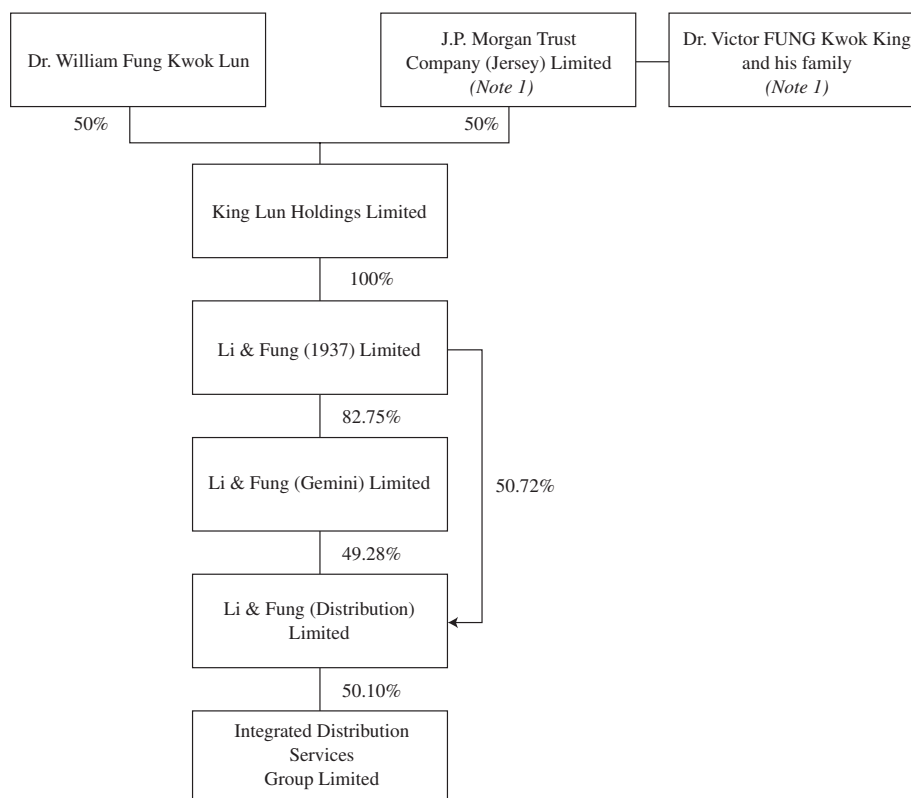 Dr. William Fung Kwok Lun
J.P. Morgan Trust
Company (Jersey) Limited
(Note 1)
Dr. Victor FUNG Kwok King
and his family
(Note 1)
50%
50%
King Lun Holdings Limited
100%
Li & Fung (1937) Limited
82.75%
Li & Fung (Gemini) Limited
50.72%
49.28%
Li & Fung (Distribution)
Limited
50.10%
Integrated Distribution
Services
Group Limited